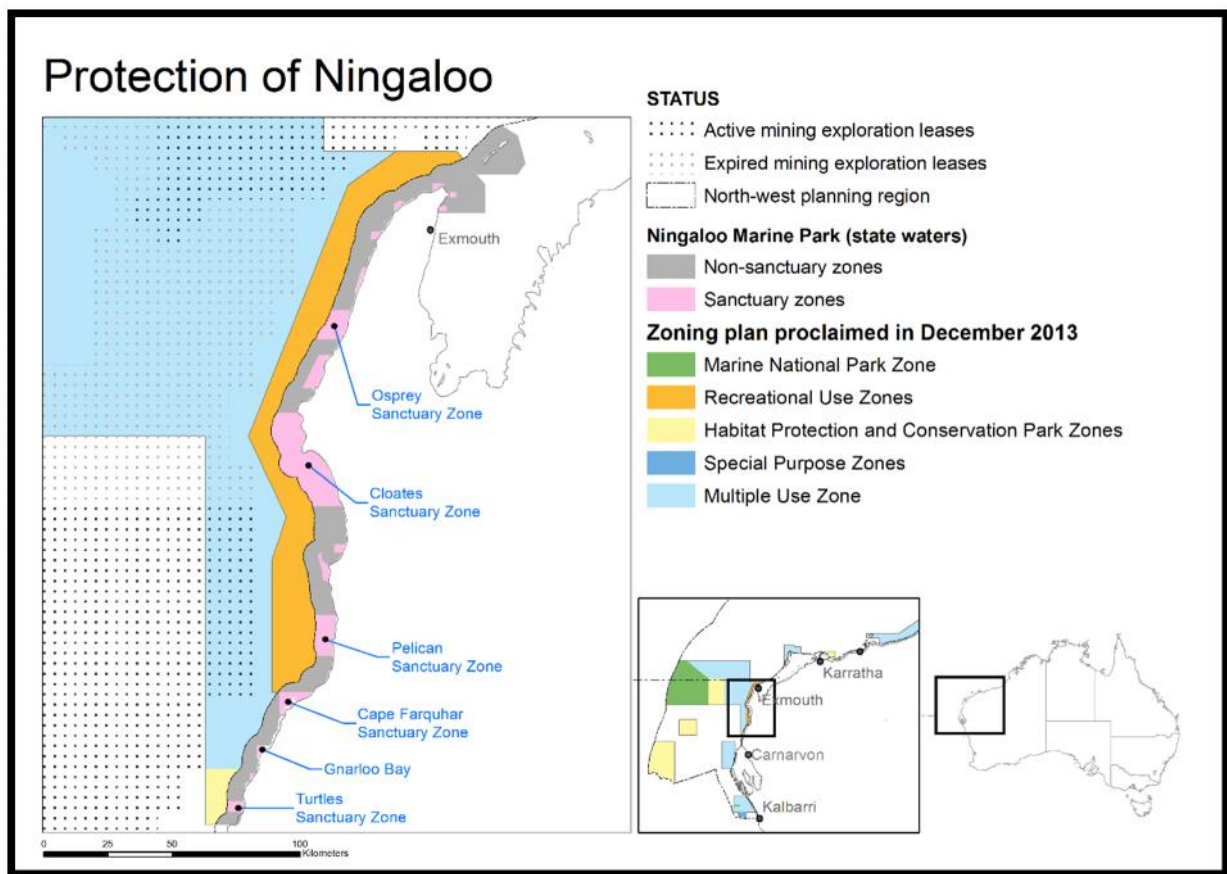 Protection of Ningaloo
Exmouth
Osprey
Sanctuary Zone
Cloates
Sanctuary Zone
Pelican
Sanctuary Zone
Cape Farquhar
Sanctuary Zone
Gnarloo Bay
Turtles
Sanctuary Zone
0 25 50 100
Kilometers
STATUS
Active mining exploration leases
Expired mining exploration leases
North-west planning region
Ningaloo Marine Park (state waters)
Non-sanctuary zones
Sanctuary zones
Zoning plan proclaimed in December 2013
Marine National Park Zone
Recreational Use Zones
Habitat Protection and Conservation Park Zones
Special Purpose Zones
Multiple Use Zone
Karratha
Exmouth
Carnarvon
Kalbarri